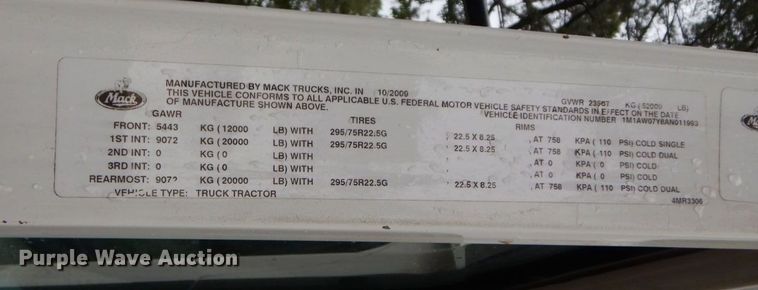 Mack
MANUFACTURED BY MACK TRUCKS, INC. IN 10/2009 GVWR 23567 KG (52000 LB)
THIS VEHICLE CONFORMS TO ALL APPLICABLE U.S. FEDERAL MOTOR VEHICLE SAFETY STANDARDS IN EFFECT ON THE DATE
OF MANUFACTURE SHOWN ABOVE. VEHICLE IDENTIFICATION NUMBER 1M1AW07Y8AN011993
GAWR TIRES RIMS
FRONT: 5443 KG ( 12000 LB) WITH 295/75R22.5G 22.5 X 8.25 , AT 758 KPA ( 110 PSI) COLD SINGLE
1ST INT: 9072 KG ( 20000 LB) WITH 295/75R22.5G , 22.5 X 8.25 , AT 758 KPA ( 110 PSI) COLD DUAL
2ND INT: 0 KG ( 0 LB) WITH , AT 0 KPA ( 0 PSI) COLD
3RD INT: 0 KG ( 0 LB) WITH , AT 0 KPA ( 0 PSI) COLD
REARMOST: 9072 KG ( 20000 LB) WITH 295/75R22.5G , 22.5 X 8.25 , AT 758 KPA ( 110 PSI) COLD DUAL
VEHICLE TYPE: TRUCK TRACTOR 4MR3306
Purple Wave Auction